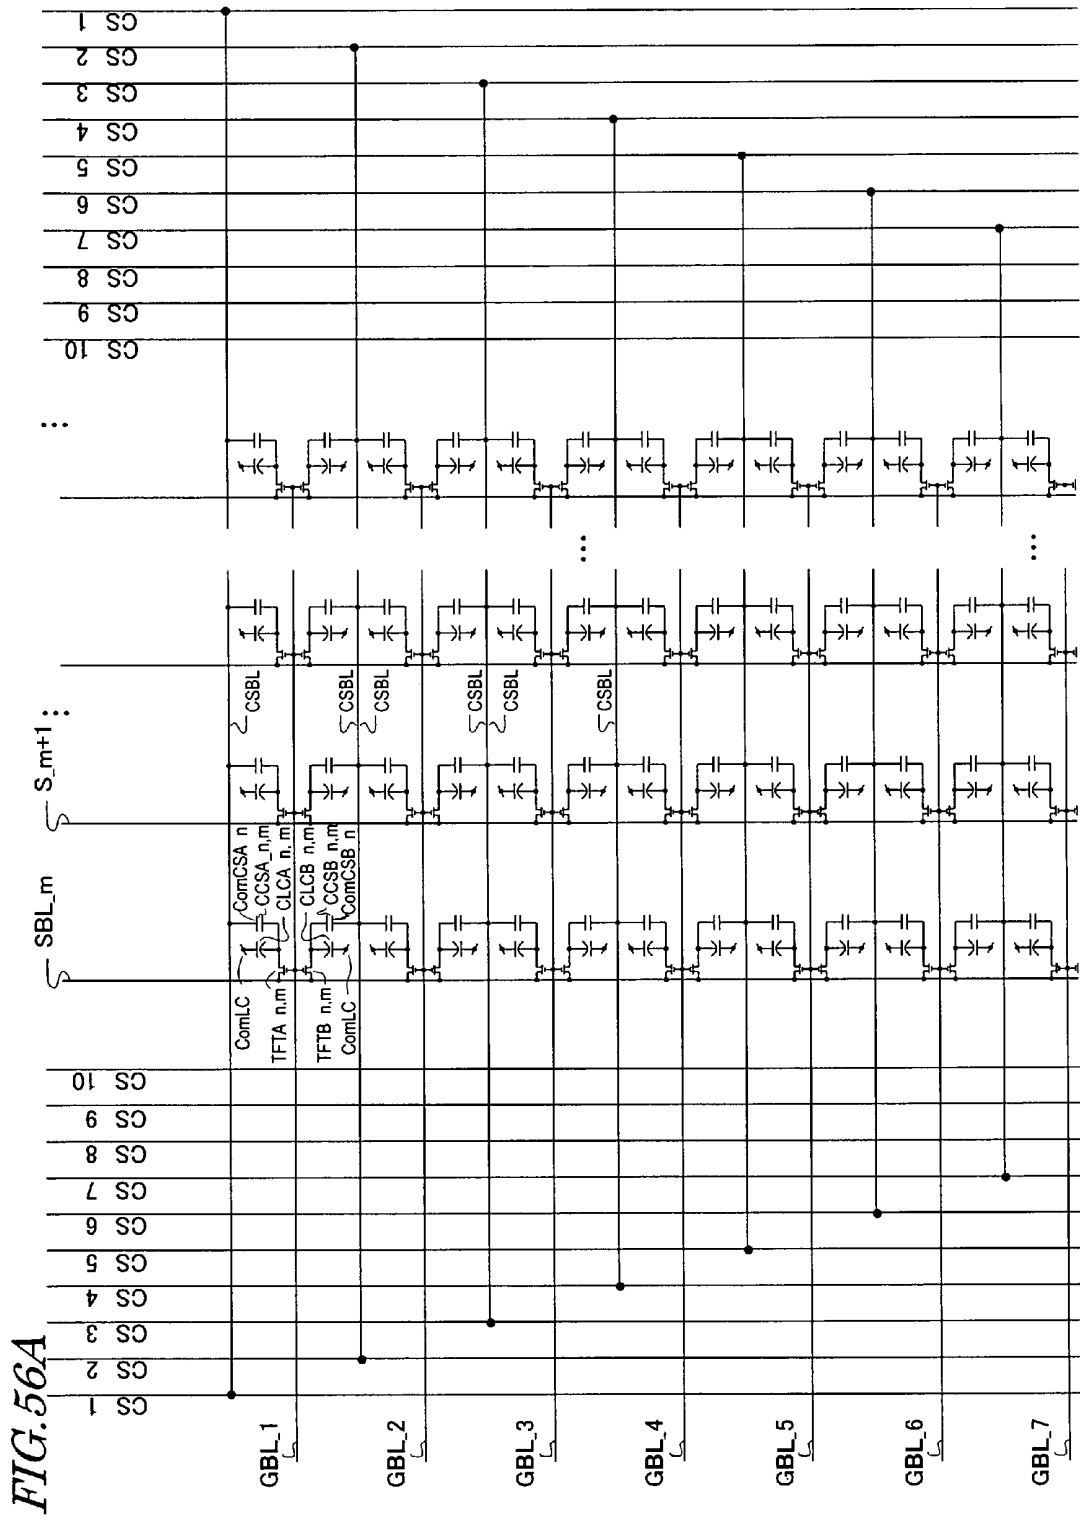 FIG.56A
CS 1
CS 2
CS 3
CS 4
CS 5
CS 6
CS 7
CS 8
CS 9
CS 10
SBL_m
S_m+1
...
...
CS 10
CS 9
CS 8
CS 7
CS 6
CS 5
CS 4
CS 3
CS 2
CS 1
ComLC
TFTA n,m
TFTB n,m
ComLC
ComCSA n
CCSA_n,m
CLCA n, m
CLCB n,m
CCSB n,m
ComCSB n
CSBL
CSBL
CSBL
CSBL
CSBL
CSBL
...
...
GBL_1
GBL_2
GBL_3
GBL_4
GBL_5
GBL_6
GBL_7